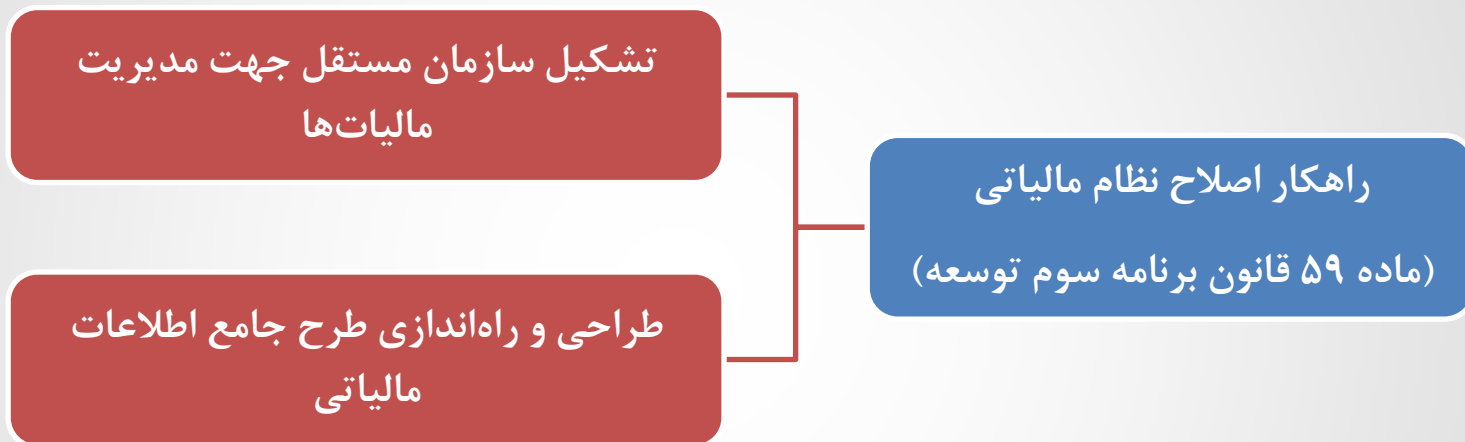 راهکار اصلاح نظام مالیاتی
(ماده ۵۹ قانون برنامه سوم توسعه)
تشکیل سازمان مستقل جهت مدیریت
مالیات‌ها
طراحی و راه‌اندازی طرح جامع اطلاعات
مالیاتی